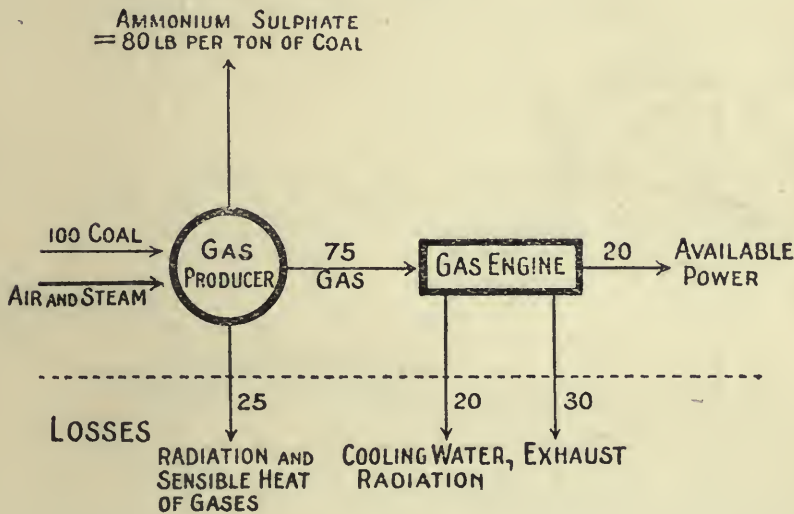 AMMONIUM SULPHATE
= 80 LB PER TON OF COAL
100 COAL
AIR AND STEAM
GAS
PRODUCER
75
GAS
GAS ENGINE
20
AVAILABLE
POWER
25
20
30
LOSSES
RADIATION AND
SENSIBLE HEAT
OF GASES
COOLING WATER,
RADIATION
EXHAUST